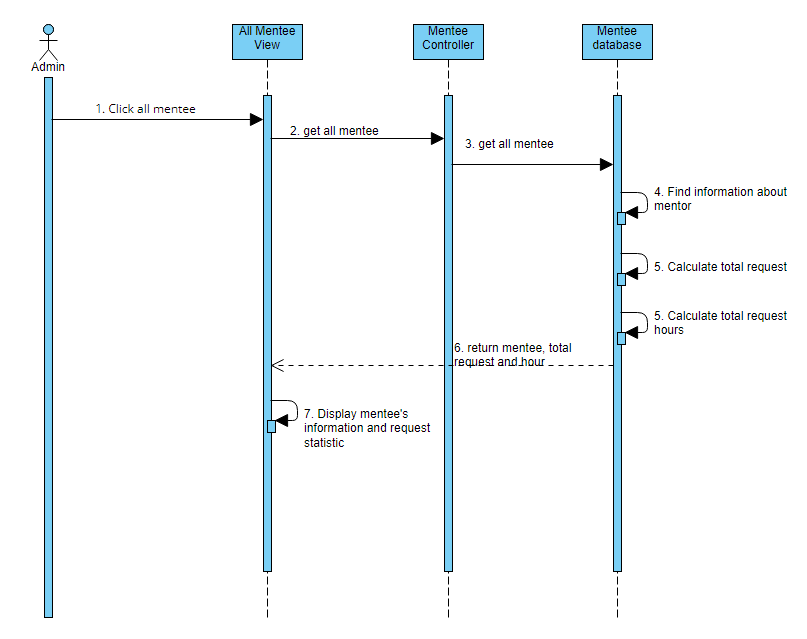 All Mentee
View
Mentee
Controller
Mentee
database
Admin
1. Click all mentee
2. get all mentee
3. get all mentee
4. Find information about
mentor
5. Calculate total request
5. Calculate total request
hours
6. return mentee, total
request and hour
7. Display mentee's
information and request
statistic